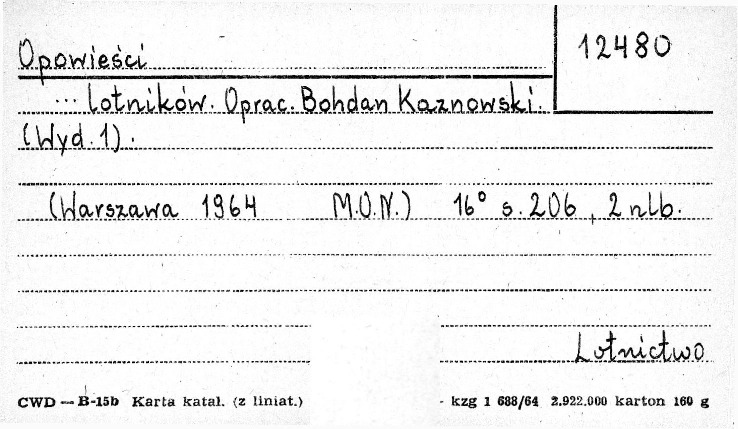 12480
Opowieści
... lotników. Oprac. Bohdan Kaznowski.
(Wyd. 1).
(Warszawa 1964 M.O.N.) 16° s. 206, 2 nlb.
Lotnictwo
CWD — B-15b Karta katal. (z liniat.) - kzg 1 688/64 2.922.000 karton 160 g